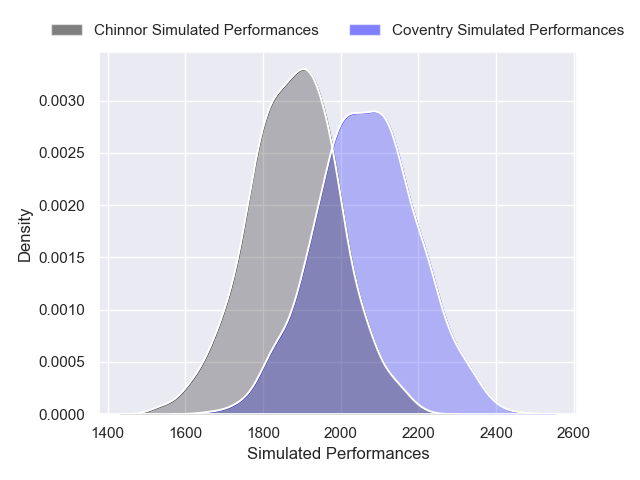 Chinnor Simulated Performances Coventry Simulated Performances
0.0030
0.0025
0.0020
0.0015
0.0010
0.0005
0.0000
Density
1400 1600 1800 2000 2200 2400 2600
Simulated Performances